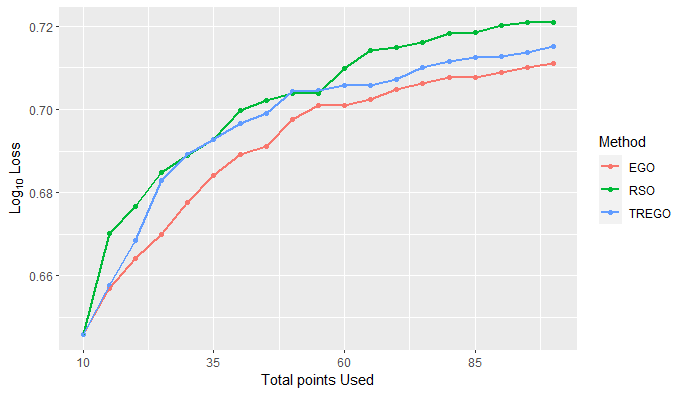 0.72
0.70
0.68
0.66
Log10 Loss
10 35 60 85
Total points Used
Method
EGO
RSO
TREGO